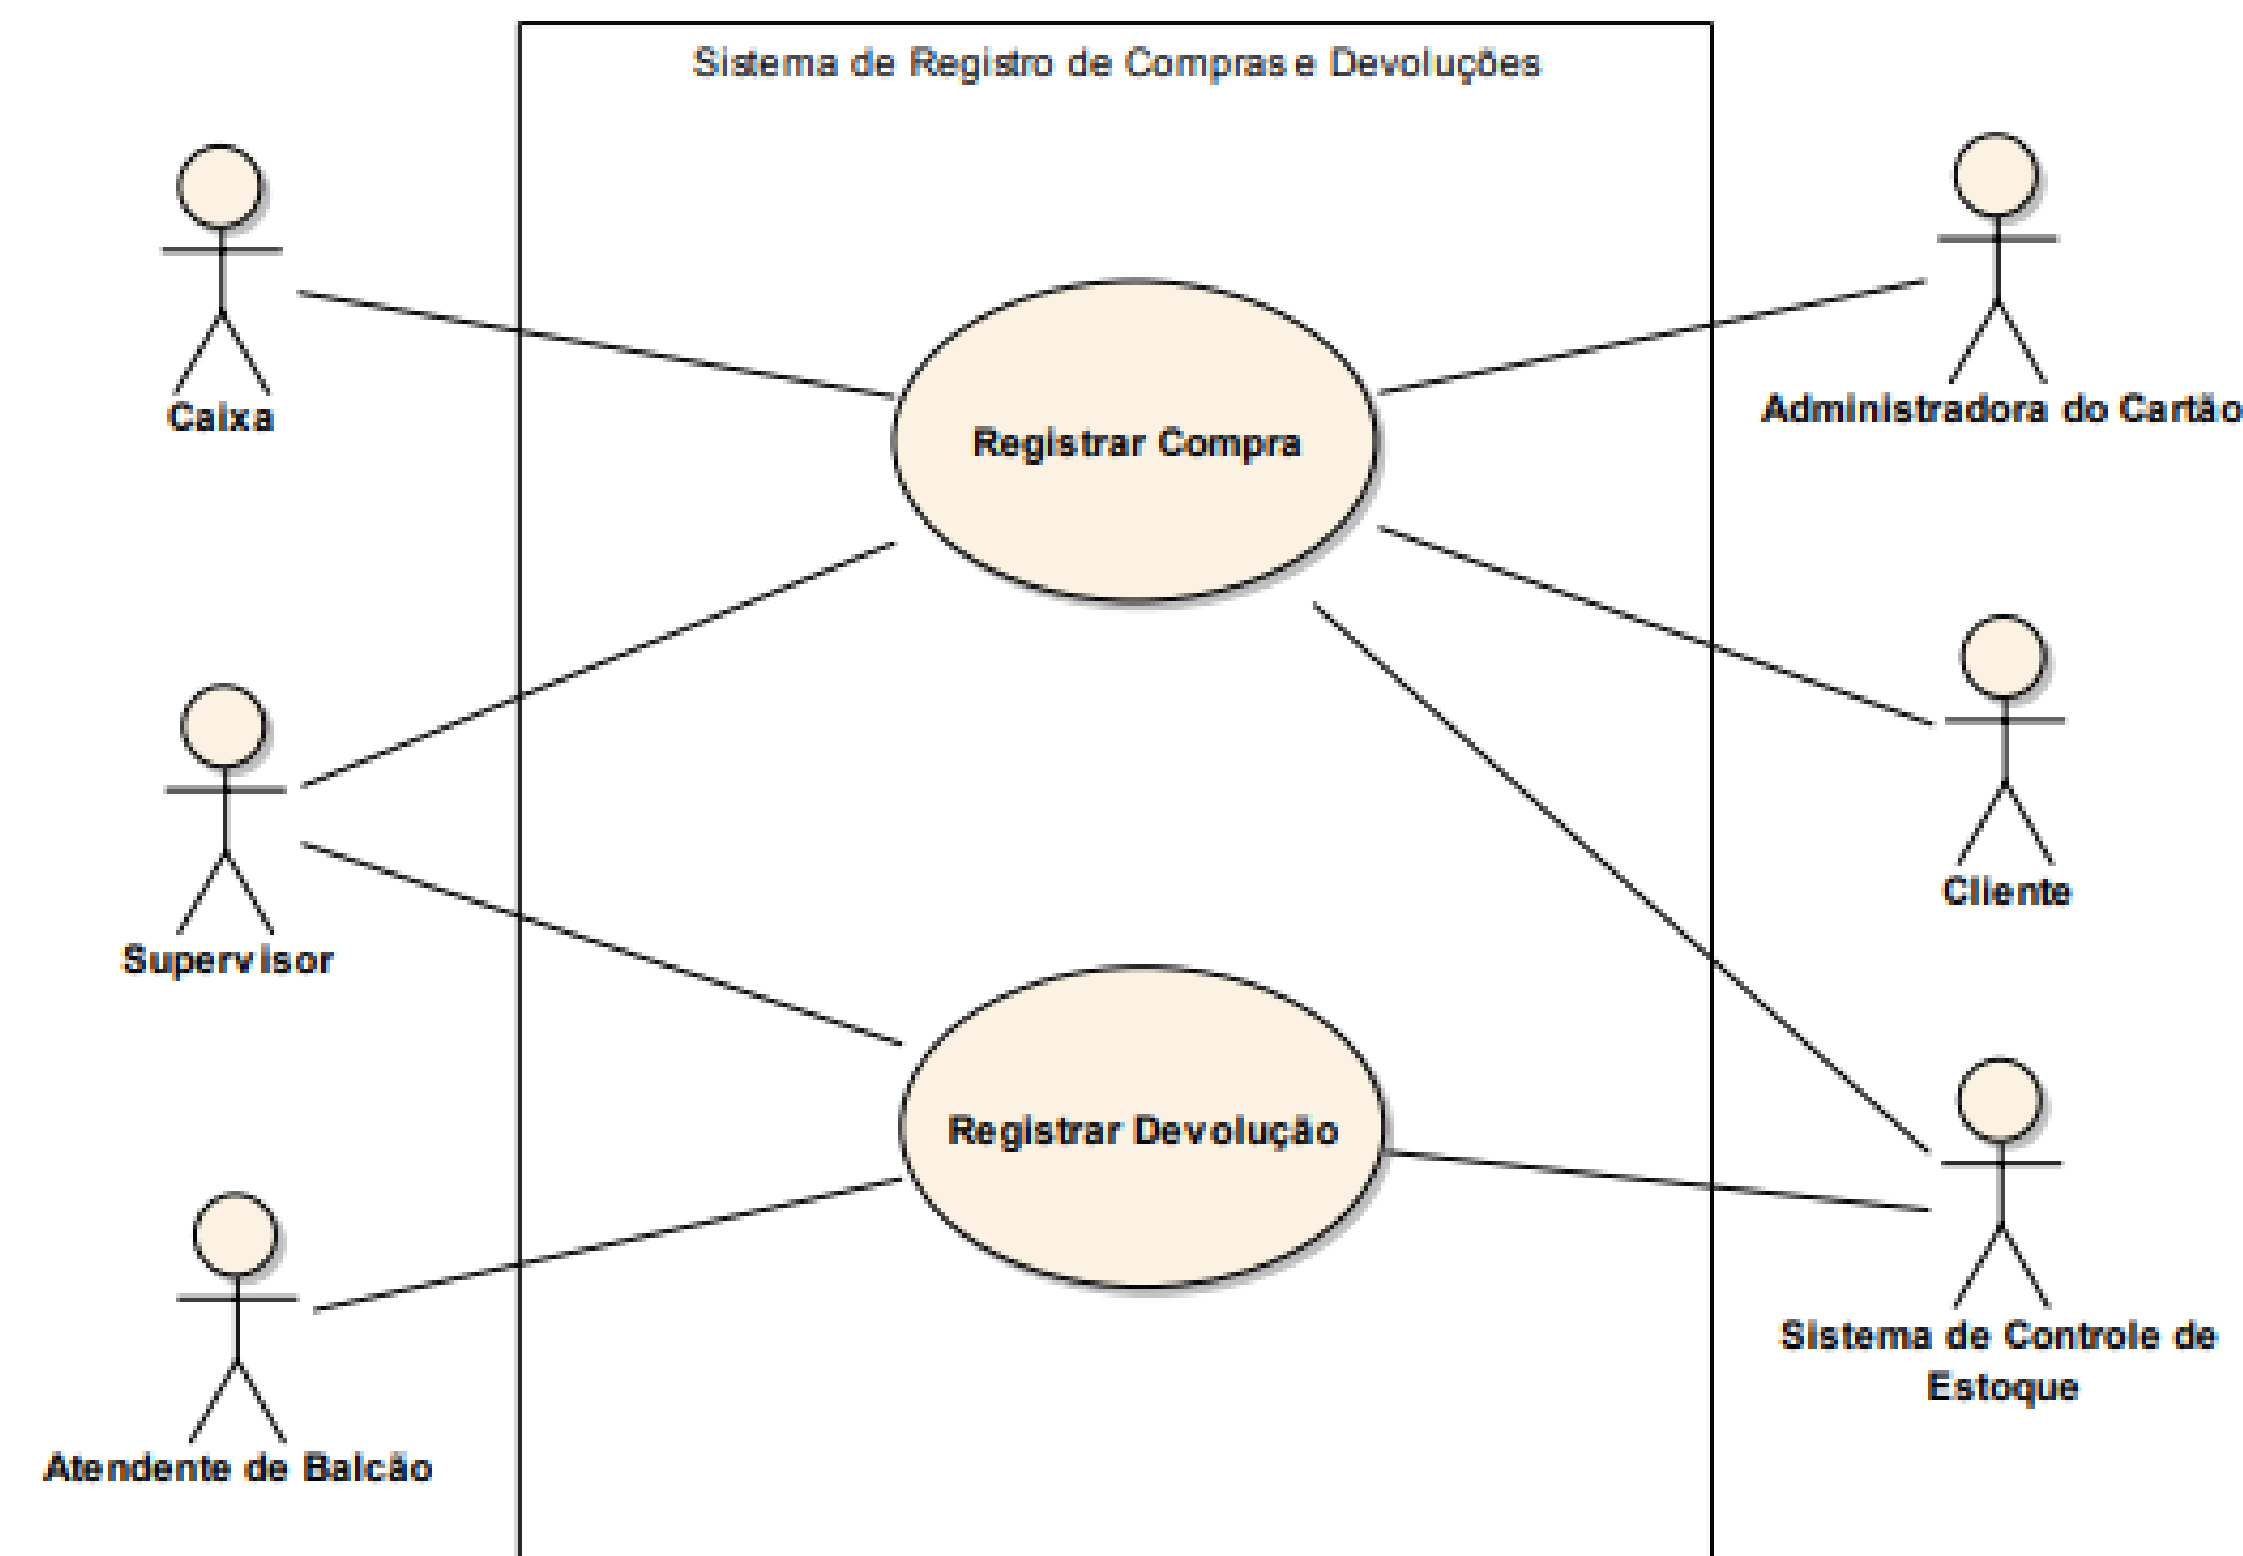 Sistema de Registro de Compras e Devoluções
Caixa
Registrar Compra
Administradora do Cartão
Supervisor
Cliente
Registrar Devolução
Atendente de Balcão
Sistema de Controle de
Estoque